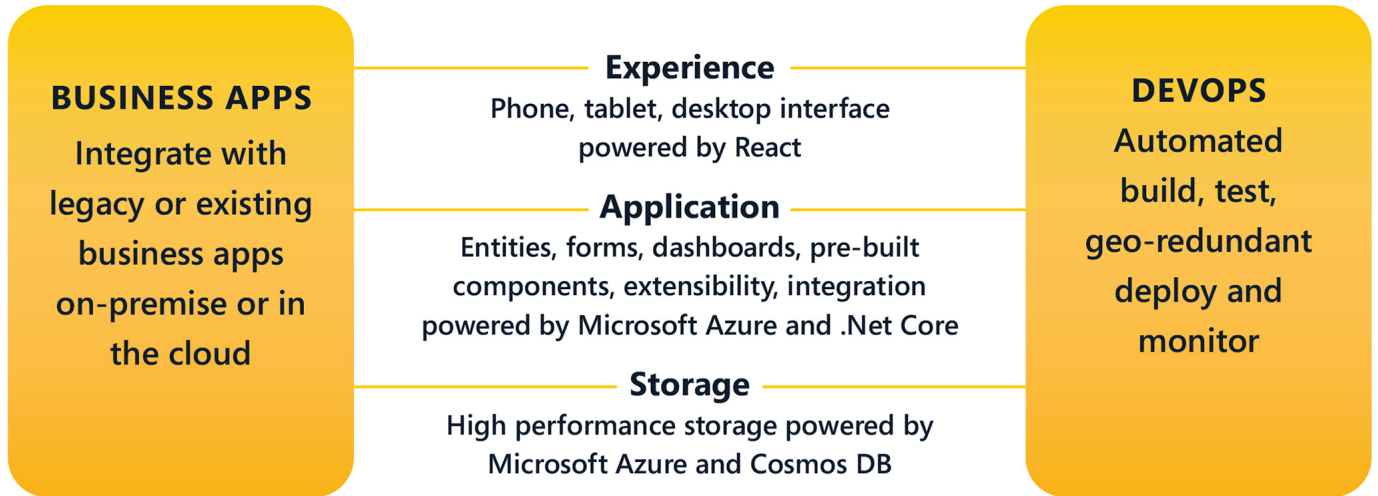 BUSINESS APPS
Integrate with
legacy or existing
business apps
on-premise or in
the cloud
Experience
Phone, tablet, desktop interface
powered by React
Application
Entities, forms, dashboards, pre-built
components, extensibility, integration
powered by Microsoft Azure and .Net Core
Storage
High performance storage powered by
Microsoft Azure and Cosmos DB
DEVOPS
Automated
build, test,
geo-redundant
deploy and
monitor